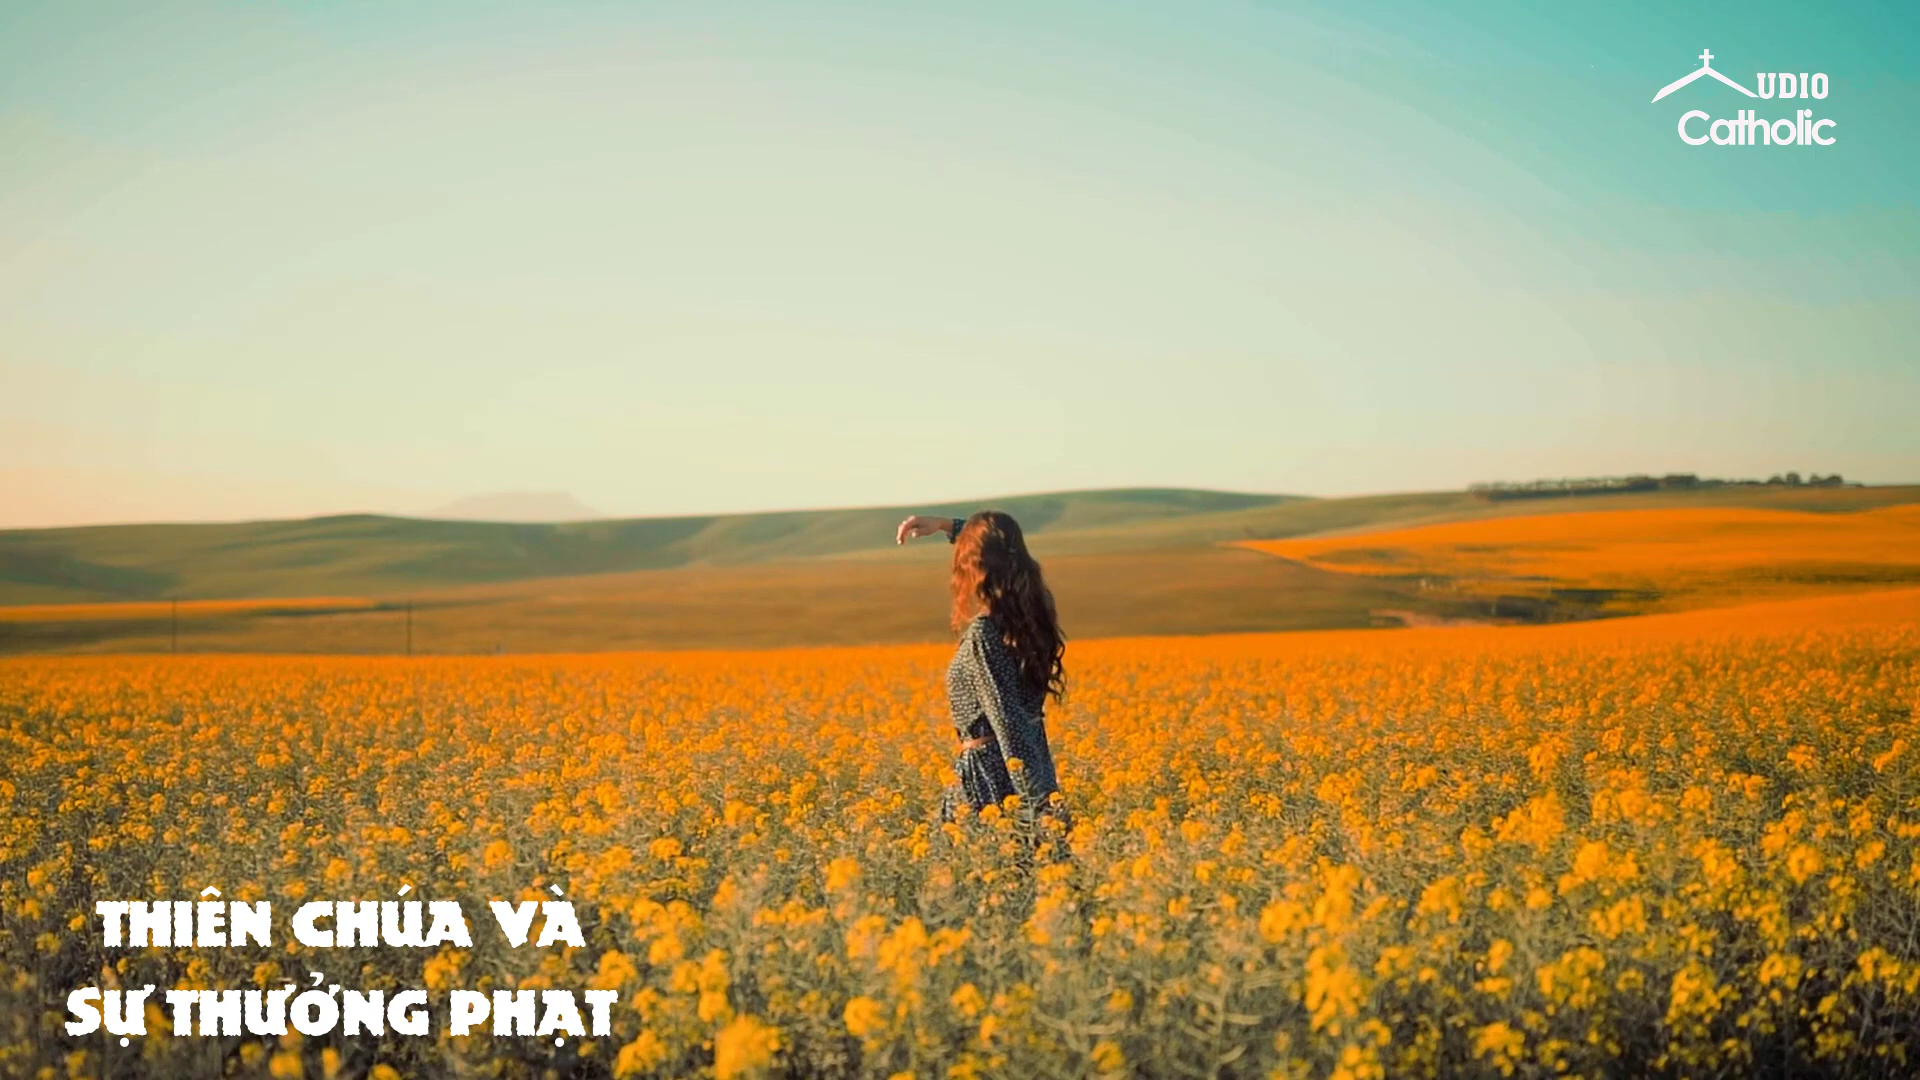 UDIO
Catholic
THIÊN CHÚA VÀ
SỰ THƯỞNG PHẠT